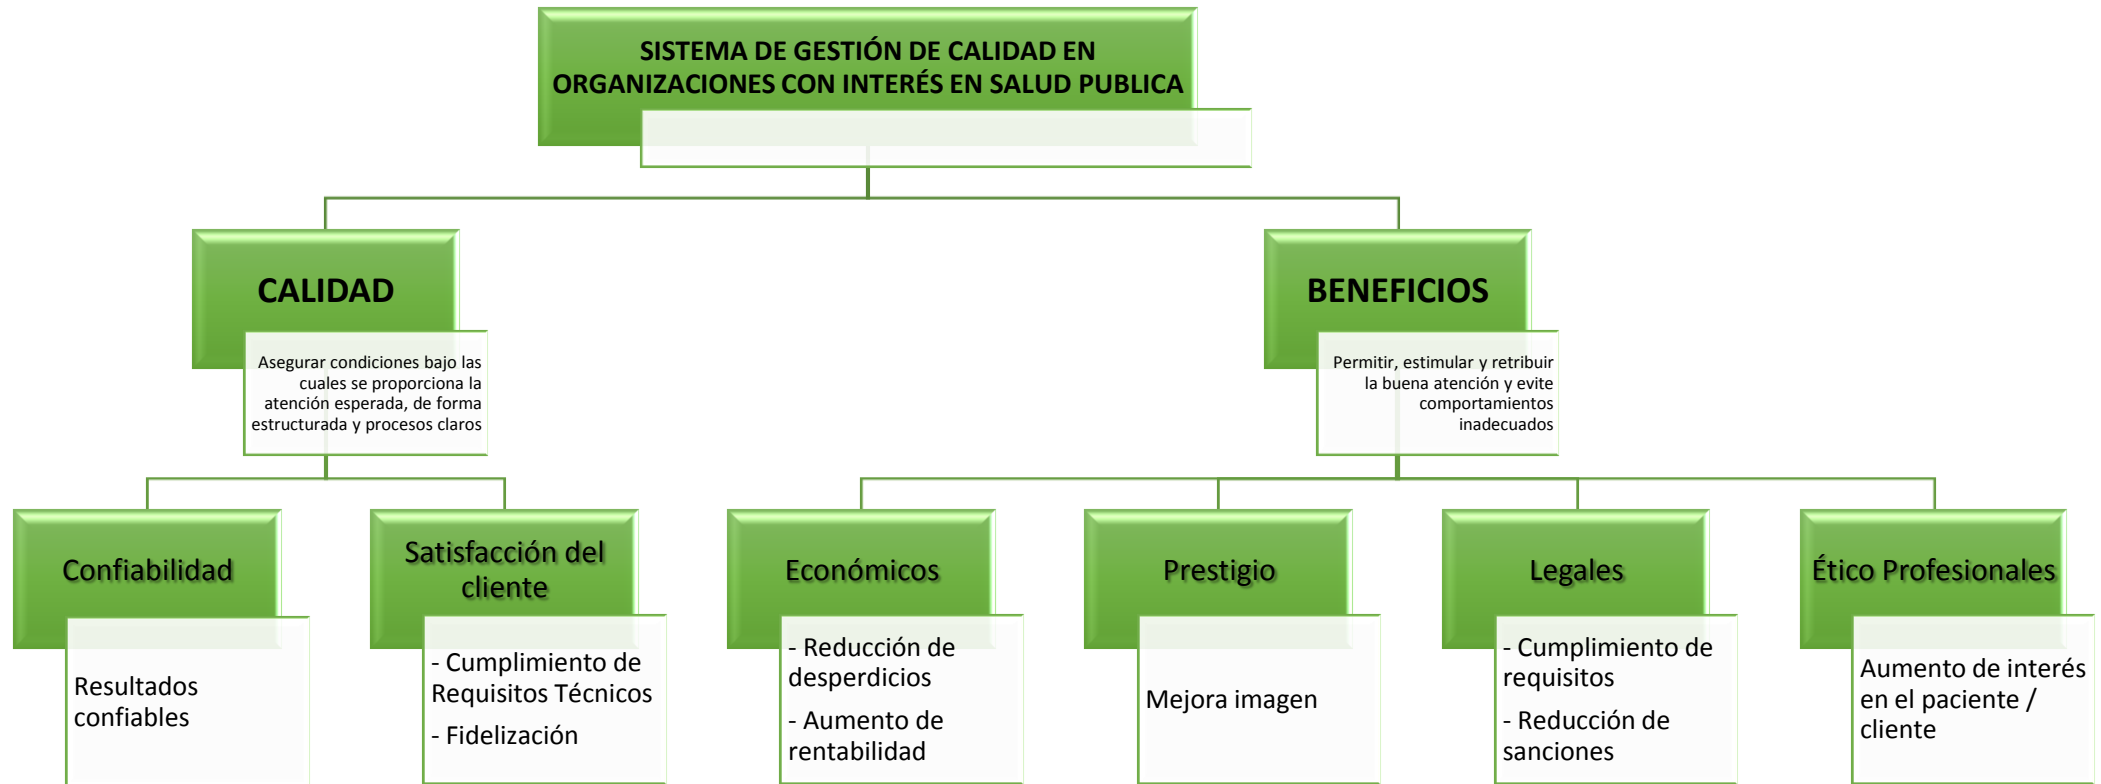 SISTEMA DE GESTIÓN DE CALIDAD EN
ORGANIZACIONES CON INTERÉS EN SALUD PUBLICA
CALIDAD
Asegurar condiciones bajo las
cuales se proporciona la
atención esperada, de forma
estructurada y procesos claros
BENEFICIOS
Permitir, estimular y retribuir
la buena atención y evite
comportamientos
inadecuados
Confiabilidad
Resultados
confiables
Satisfacción del
cliente
- Cumplimiento de
Requisitos Técnicos
- Fidelización
Económicos
- Reducción de
desperdicios
- Aumento de
rentabilidad
Prestigio
Mejora imagen
Legales
- Cumplimiento de
requisitos
- Reducción de
sanciones
Ético Profesionales
Aumento de interés
en el paciente /
cliente